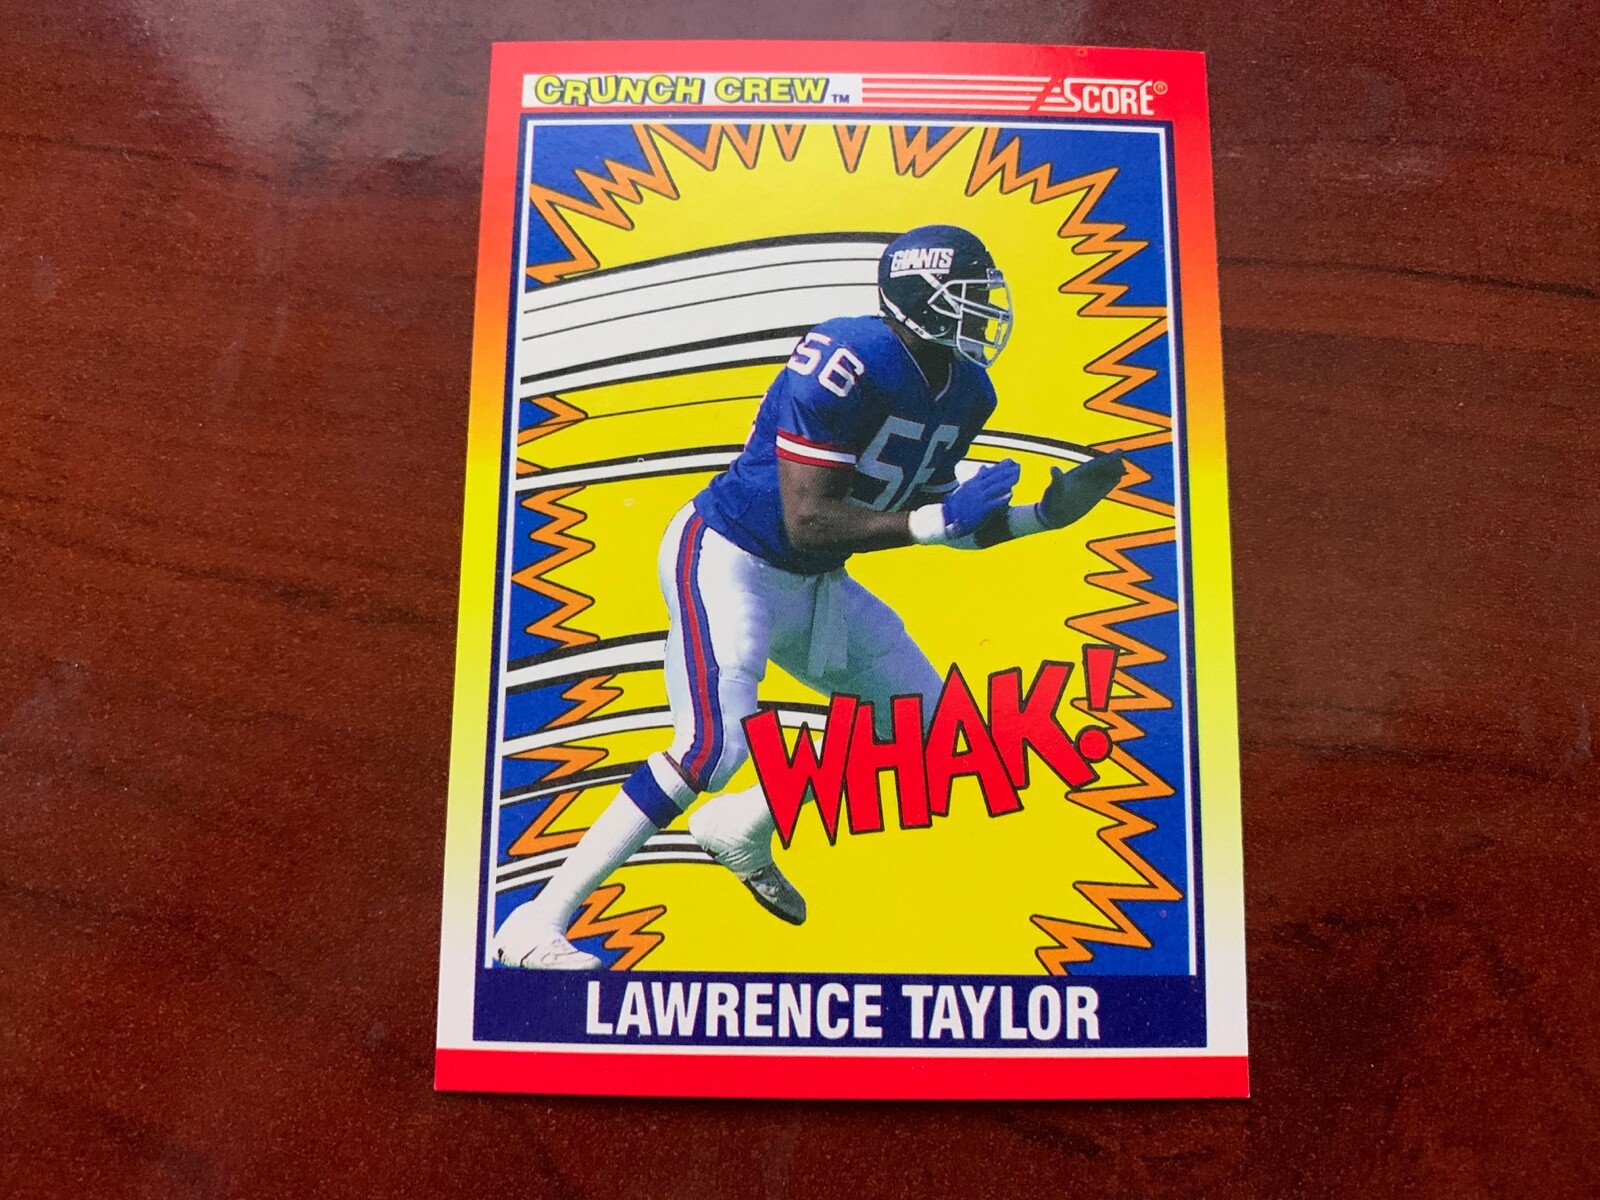 CRUNCH CREW™
SCORE®
GIANTS
56
56
WHAK!
LAWRENCE TAYLOR